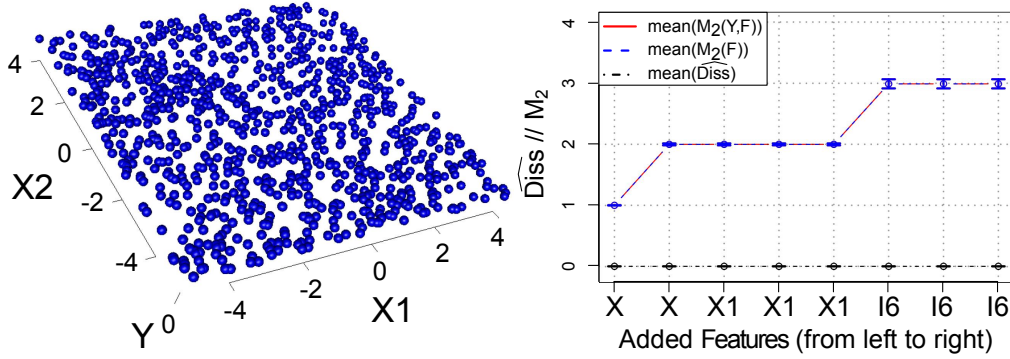 4
2
0
-2
-4
X2
Y
0
-4
-2
0
2
4
X1
mean(M₂(Y,F))
mean(M₂(F))
mean(Diss)
Diss // M₂
4
3
2
1
0
X X X1 X1 X1 I6 I6 I6
Added Features (from left to right)